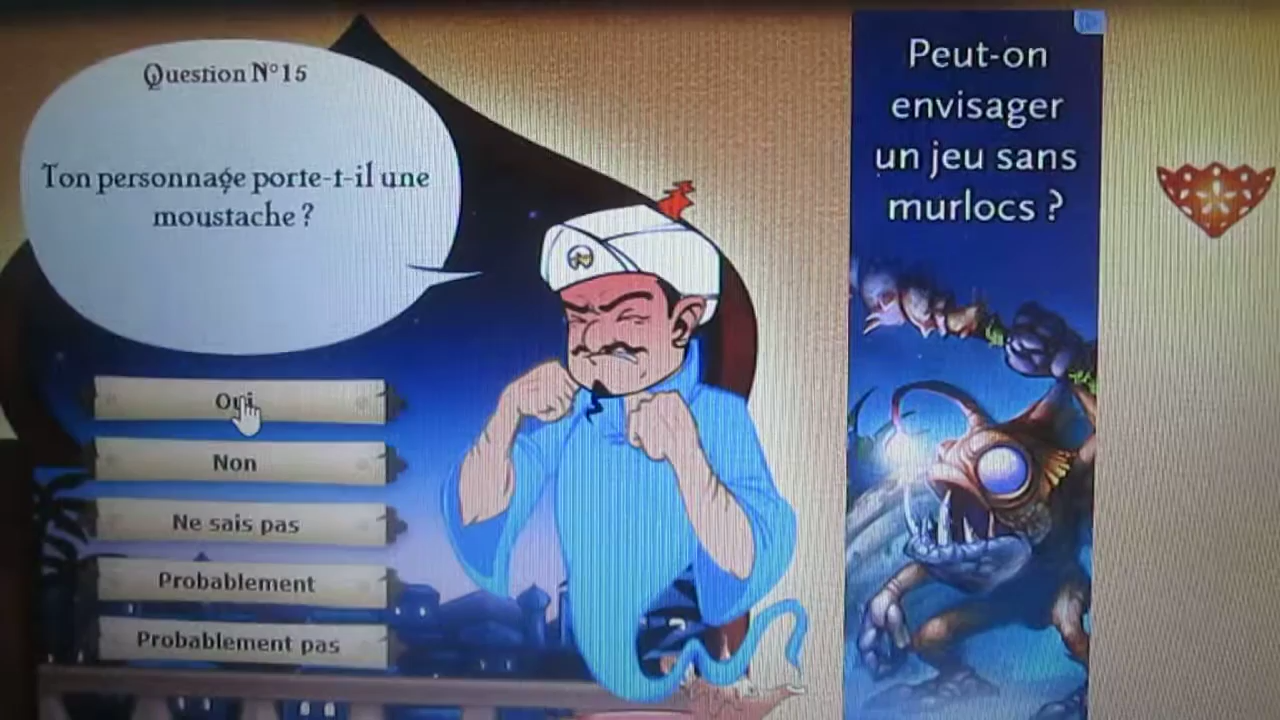 Question N°15
Ton personnage porte-t-il une
moustache ?
Oui
Non
Ne sais pas
Probablement
Probablement pas
Peut-on
envisager
un jeu sans
murlocs ?